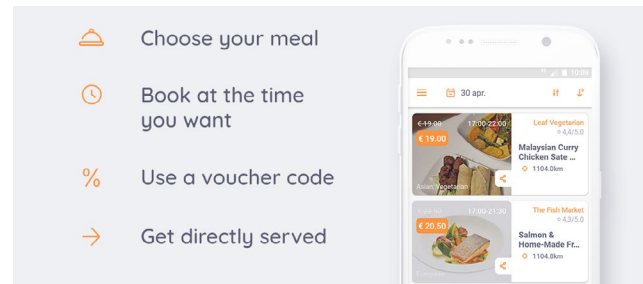 Choose your meal
Book at the time
you want
Use a voucher code
Get directly served
10:08
30 apr.
€ 19.00
17:00-22:00
€ 19.00
Asian Vegetarian
Leaf Vegetarian
4,4/5.0
Malaysian Curry
Chicken Sate ...
1104.0km
17:00-21:30
€ 20.50
The Fish Market
4,3/5.0
Salmon &
Home-Made Fr...
1104.8km